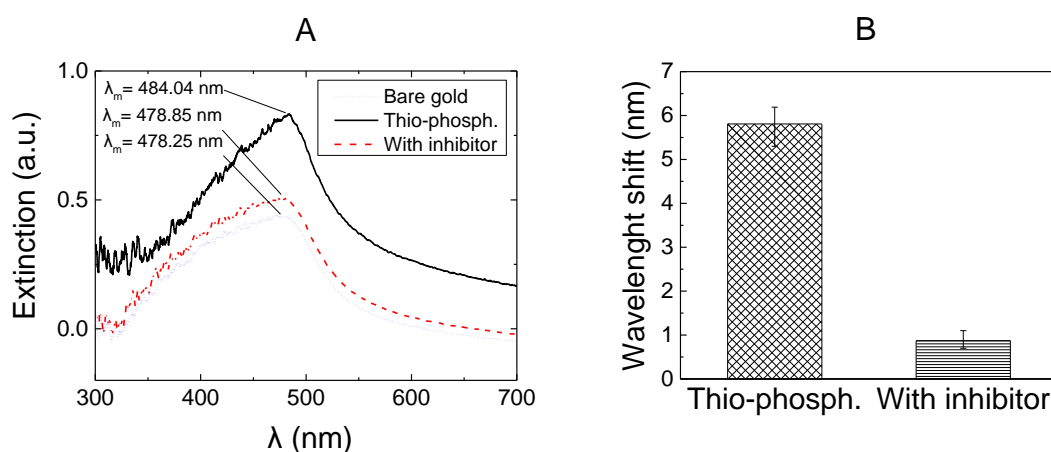 A
Extinction (a.u.)
1.0
0.5
0.0
λm= 484.04 nm
λm= 478.85 nm
λm= 478.25 nm
Bare gold
Thio-phosph.
With inhibitor
300 400 500 600 700
λ (nm)
B
Wavelenght shift (nm)
7
6
5
4
3
2
1
0
Thio-phosph. With inhibitor